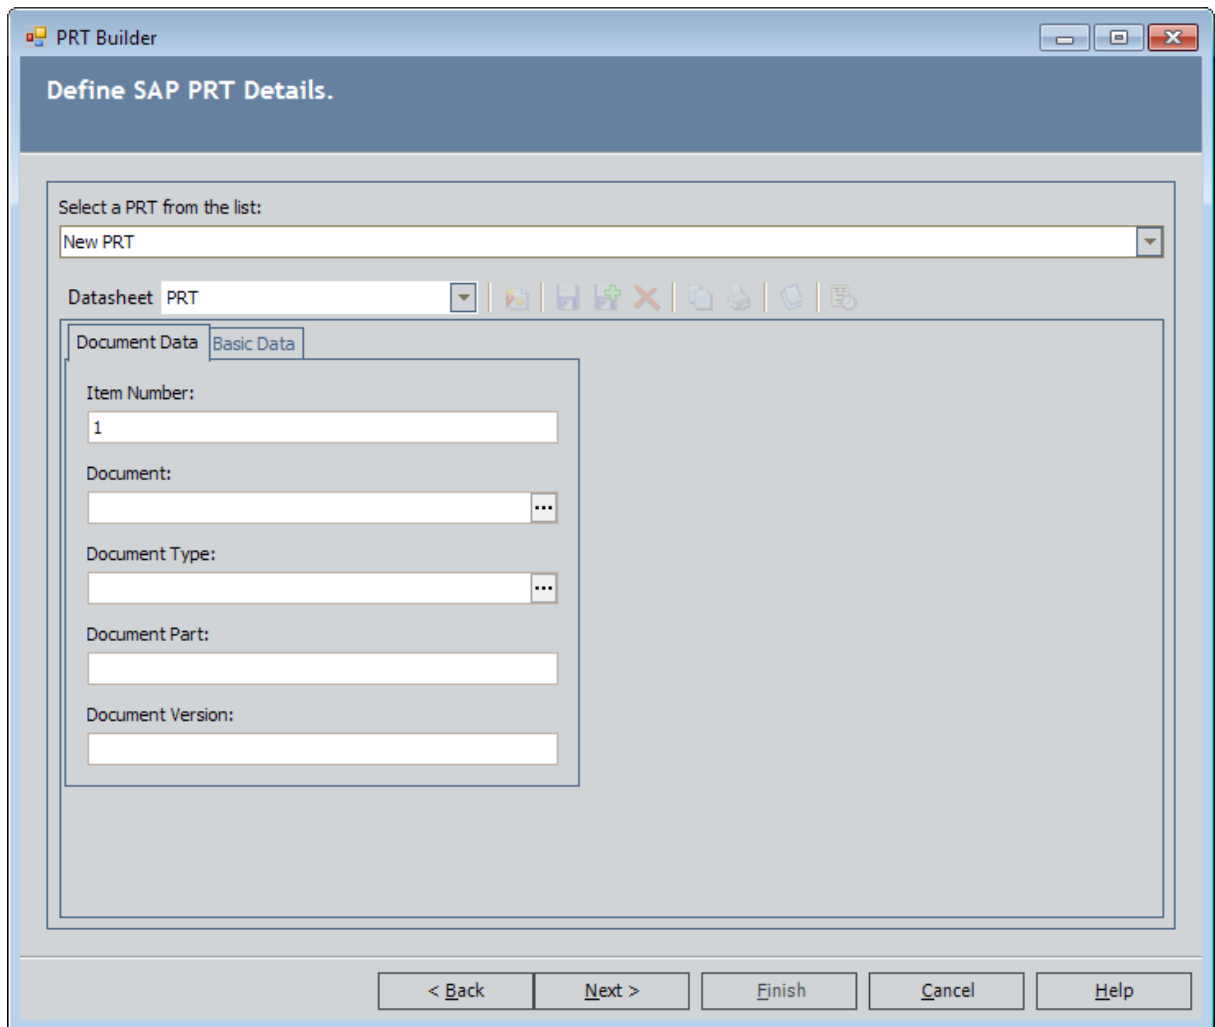 PRT Builder
Define SAP PRT Details.
Select a PRT from the list:
New PRT
Datasheet PRT
Document Data Basic Data
Item Number:
1
Document:
...
Document Type:
...
Document Part:
Document Version:
< Back Next > Finish Cancel Help